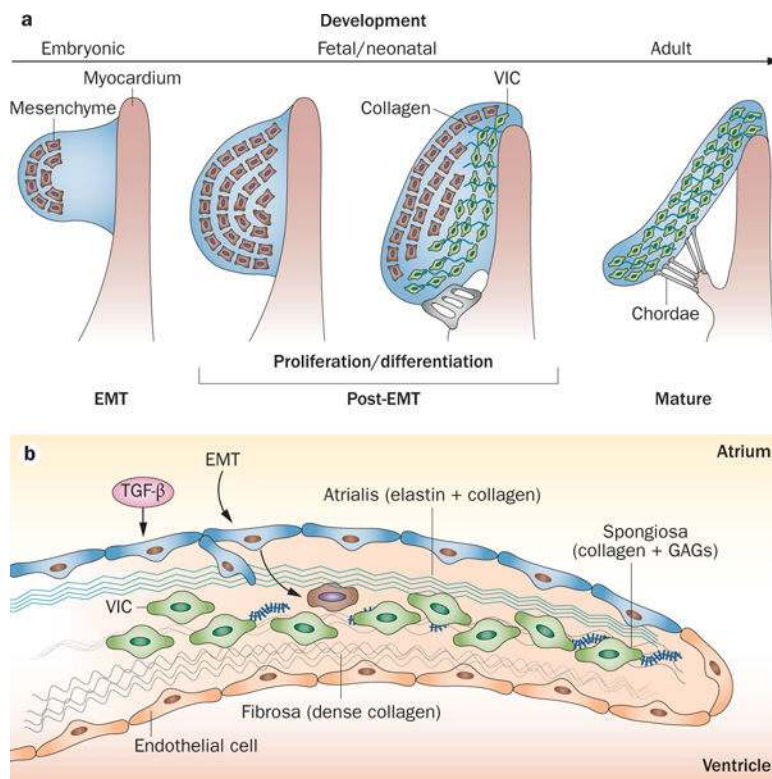 a
Development
Embryonic
Fetal/neonatal
Adult
Myocardium
Mesenchyme
VIC
Collagen
Chordae
Proliferation/differentiation
EMT
Post-EMT
Mature
b
Atrium
EMT
TGF-β
Atrialis (elastin + collagen)
Spongiosa
(collagen + GAGs)
VIC
Fibrosa (dense collagen)
Endothelial cell
Ventricle